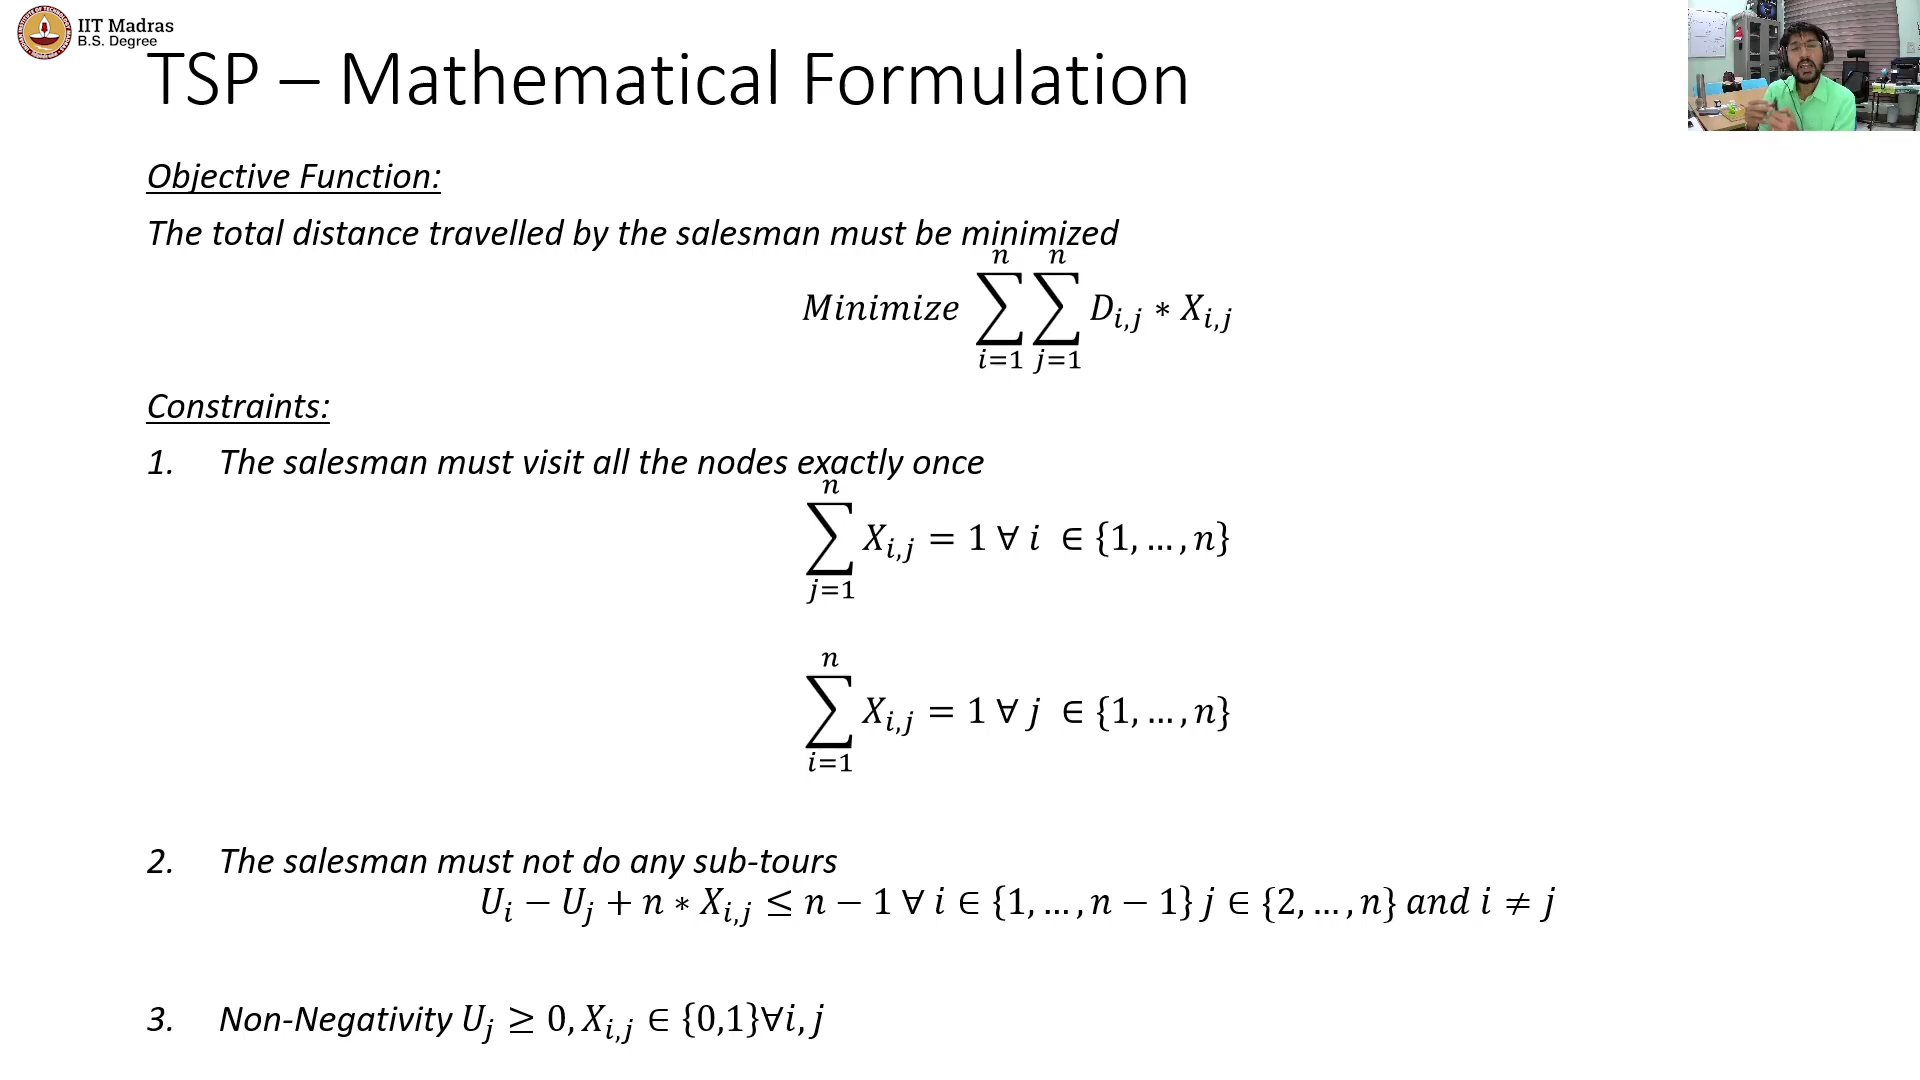 IIT Madras
B.S. Degree
TSP – Mathematical Formulation
Objective Function:
The total distance travelled by the salesman must be minimized
Minimize ∑_{i=1}^{n} ∑_{j=1}^{n} D_{i,j} * X_{i,j}
Constraints:
1. The salesman must visit all the nodes exactly once
∑_{j=1}^{n} X_{i,j} = 1 ∀ i ∈ {1, … , n}
∑_{i=1}^{n} X_{i,j} = 1 ∀ j ∈ {1, … , n}
2. The salesman must not do any sub-tours
U_i − U_j + n * X_{i,j} ≤ n − 1 ∀ i ∈ {1, … , n − 1} j ∈ {2, … , n} and i ≠ j
3. Non-Negativity U_j ≥ 0, X_{i,j} ∈ {0,1}∀i, j